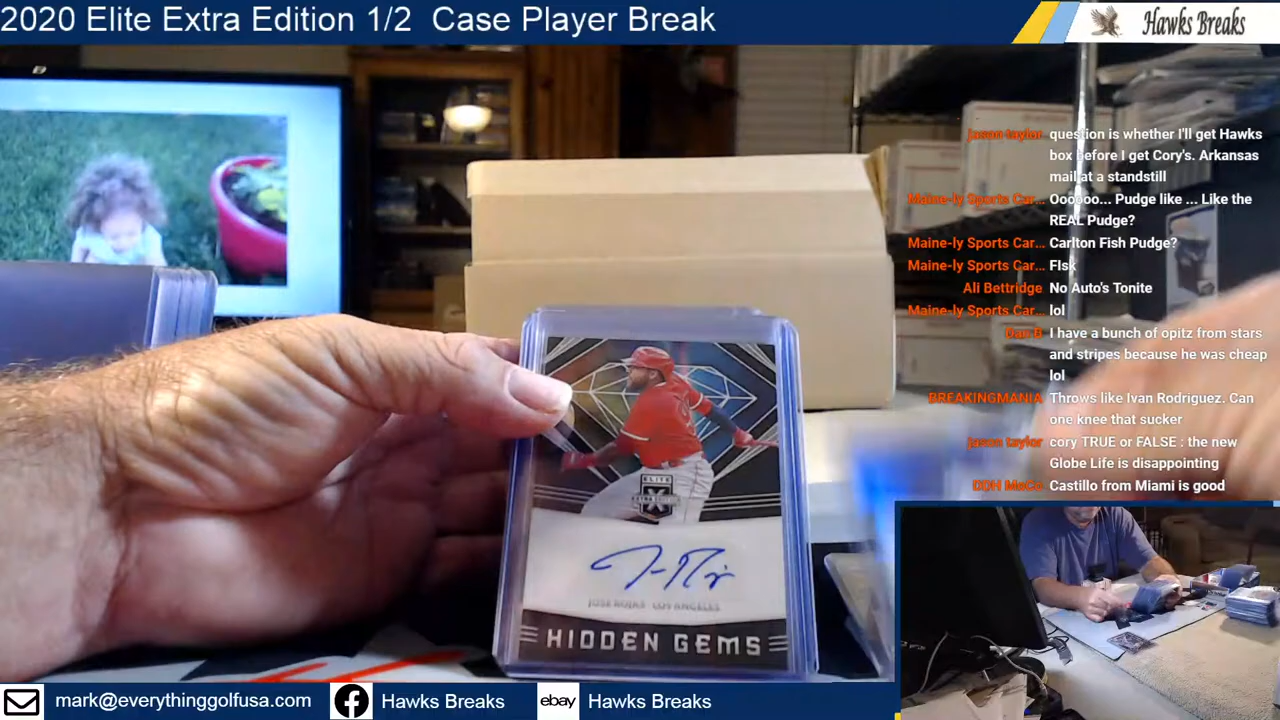 2020 Elite Extra Edition 1/2  Case Player Break
Hawks Breaks
jason taylor question is whether I'll get Hawks
box before I get Cory's. Arkansas
mail at a standstill
Maine-ly Sports Car... Oooooo... Pudge like ... Like the
REAL Pudge?
Maine-ly Sports Car... Carlton Fish Pudge?
Maine-ly Sports Car... FIsk
Ali Bettridge No Auto's Tonite
Maine-ly Sports Car... lol
Dan B I have a bunch of opitz from stars
and stripes because he was cheap
lol
BREAKINGMANIA Throws like Ivan Rodriguez. Can
one knee that sucker
jason taylor cory TRUE or FALSE : the new
Globe Life is disappointing
DDH MoCo Castillo from Miami is good
ELITE
EXTRA EDITION
JOSE ROJAS · LOS ANGELES
HIDDEN GEMS
mark@everythinggolfusa.com
Hawks Breaks
ebay
Hawks Breaks